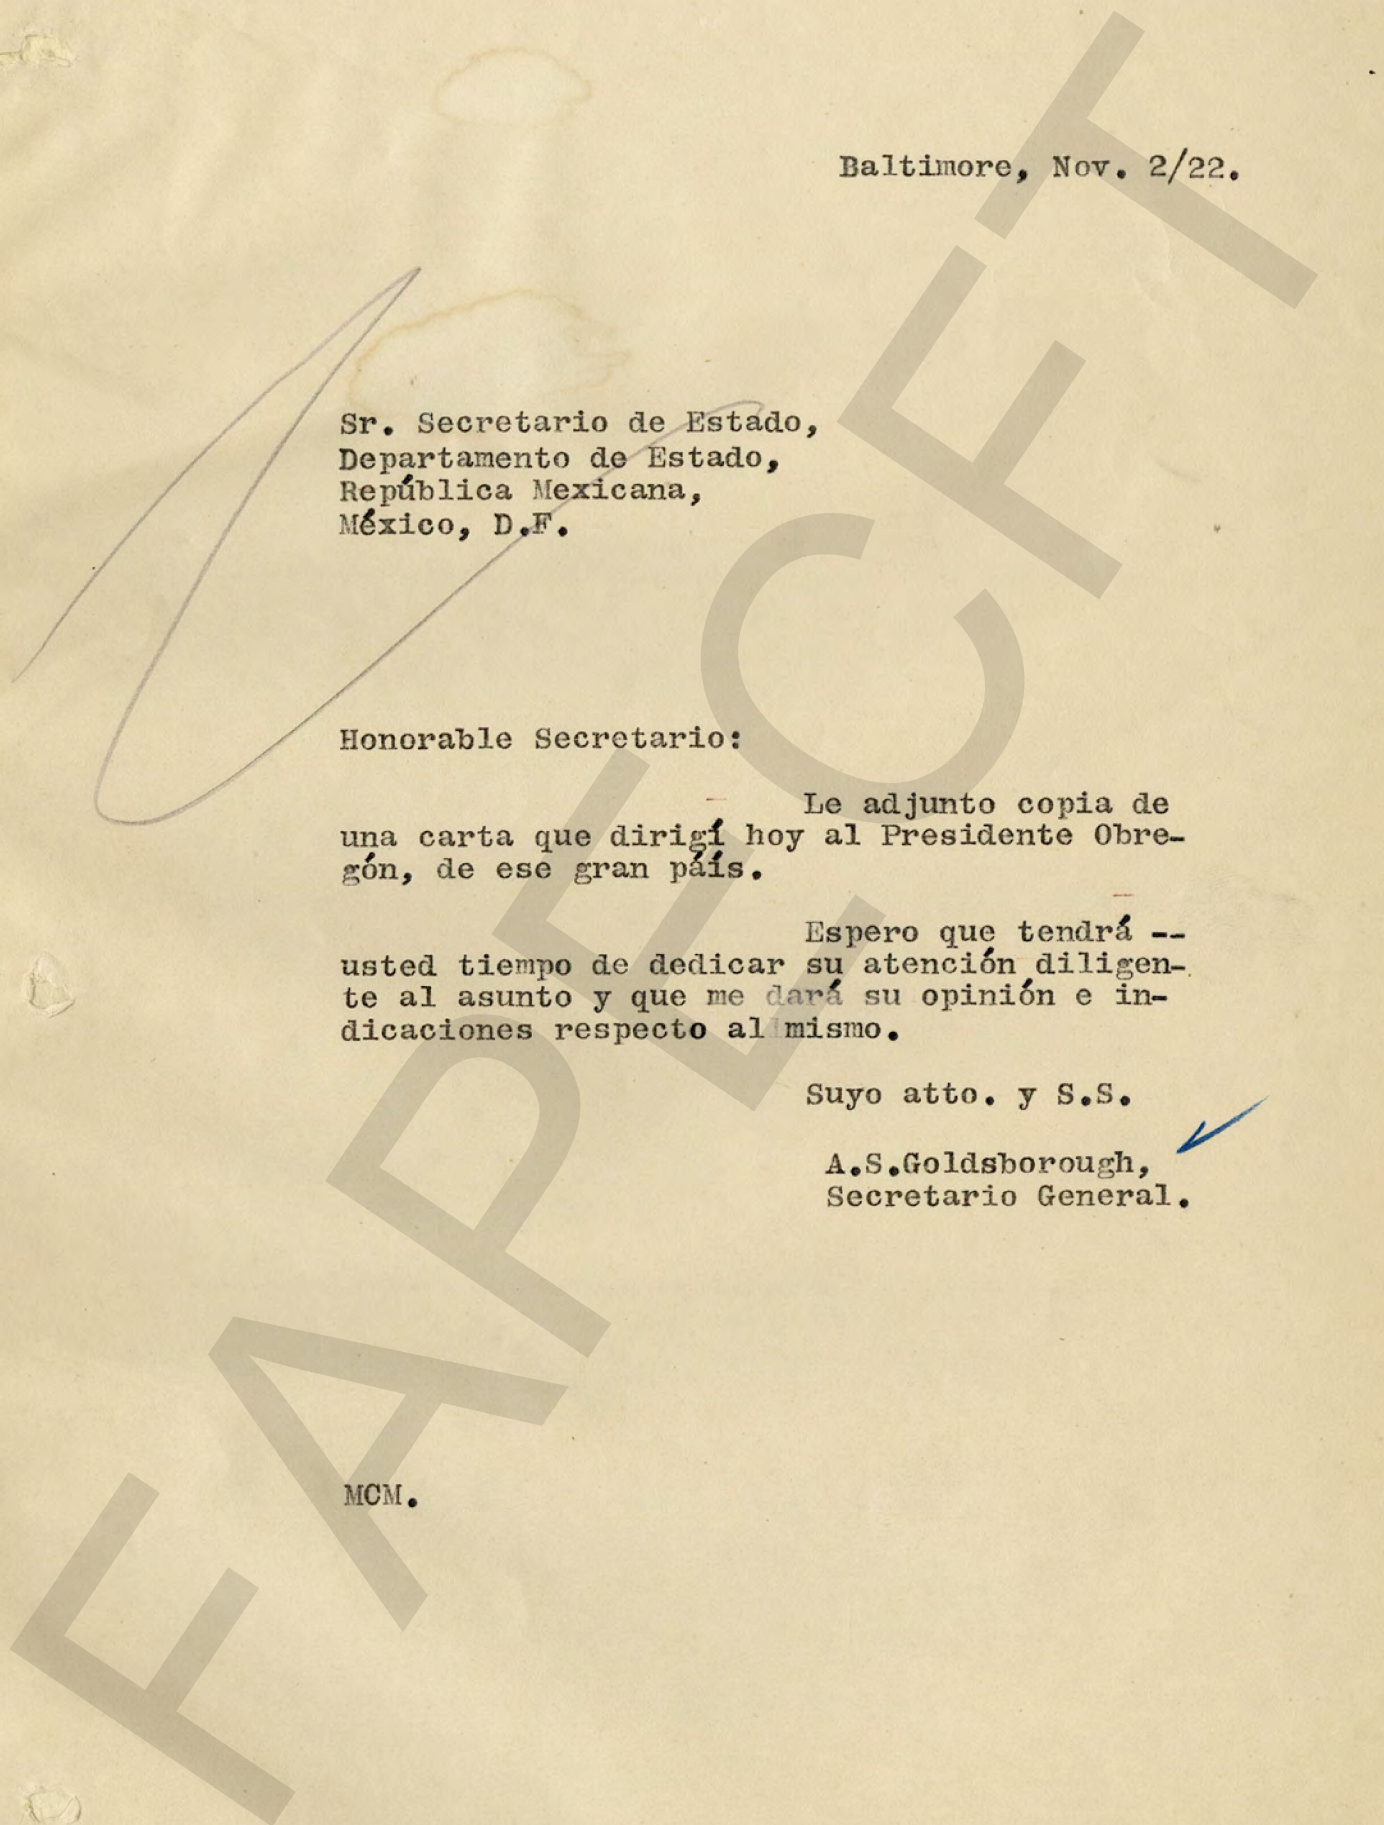 Baltimore, Nov. 2/22.
Sr. Secretario de Estado,
Departamento de Estado,
República Mexicana,
México, D.F.
Honorable Secretario:
Le adjunto copia de
una carta que dirigí hoy al Presidente Obre-
gón, de ese gran páís.
Espero que tendrá --
usted tiempo de dedicar su atención diligen-
te al asunto y que me dará su opinión e in-
dicaciones respecto al mismo.
Suyo atto. y S.S.
A.S.Goldsborough,
Secretario General.
MCM.
FAPECFT